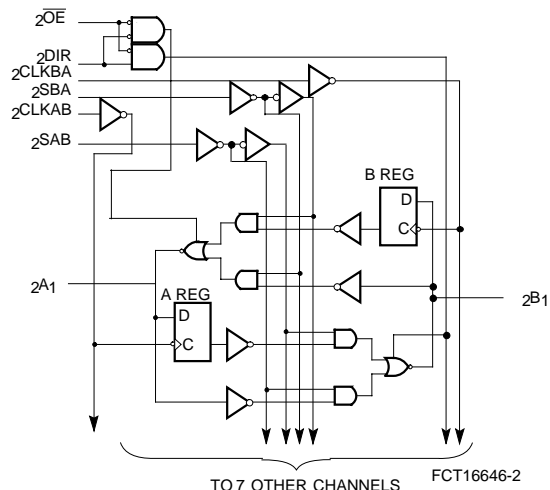 2OE
2DIR
2CLKBA
2SBA
2CLKAB
2SAB
B REG
D
C
2A1
A REG
D
C
2B1
FCT16646-2
TO 7 OTHER CHANNELS